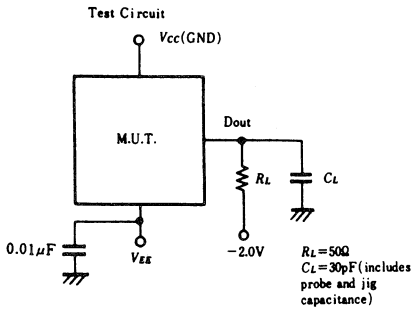 Test Circuit
Vcc(GND)
Dout
M.U.T.
RL
CL
0.01μF
VEE
−2.0V
RL=50Ω
CL=30pF(includes
probe and jig
capacitance)